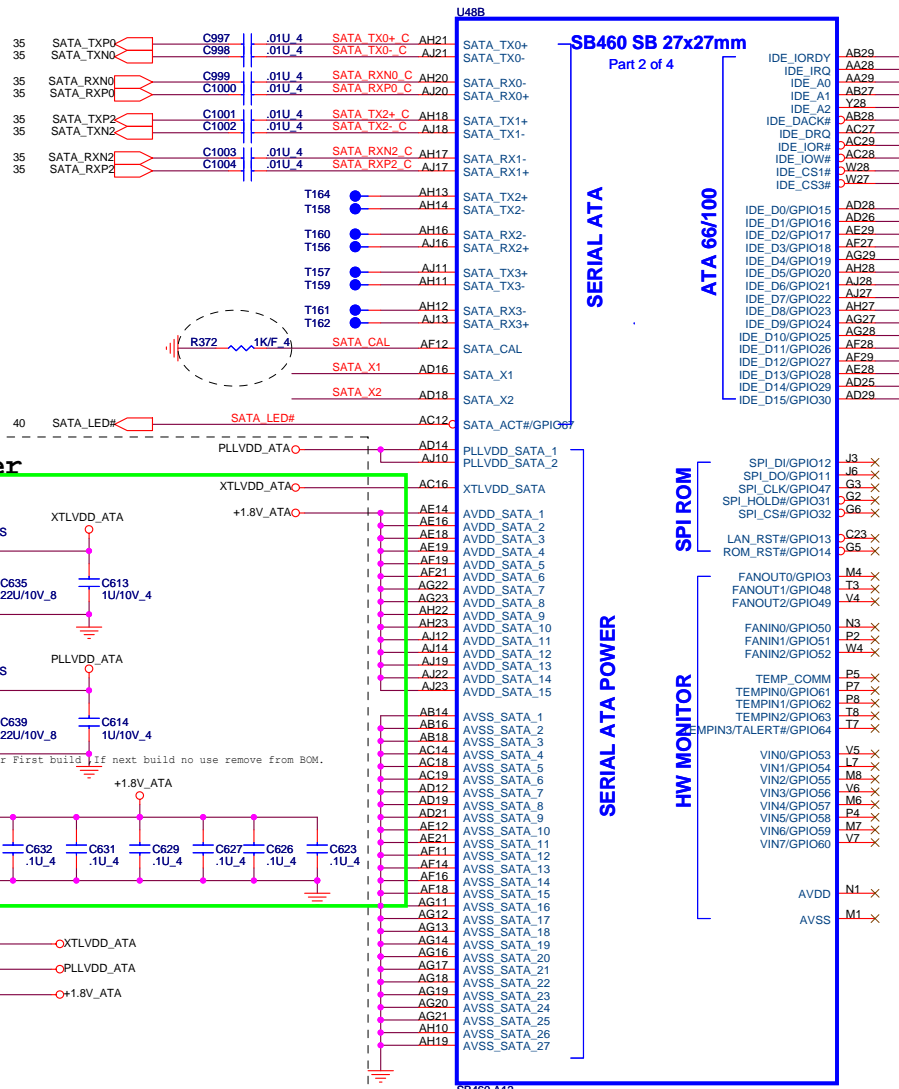 U48B
SB460 SB 27x27mm
Part 2 of 4
35 SATA_TXP0 C997 .01U_4 SATA_TX0+_C AH21 SATA_TX0+
35 SATA_TXN0 C998 .01U_4 SATA_TX0-_C AJ21 SATA_TX0-
35 SATA_RXN0 C999 .01U_4 SATA_RXN0_C AH20 SATA_RX0-
35 SATA_RXP0 C1000 .01U_4 SATA_RXP0_C AJ20 SATA_RX0+
35 SATA_TXP2 C1001 .01U_4 SATA_TX2+_C AH18 SATA_TX1+
35 SATA_TXN2 C1002 .01U_4 SATA_TX2-_C AJ18 SATA_TX1-
35 SATA_RXN2 C1003 .01U_4 SATA_RXN2_C AH17 SATA_RX1-
35 SATA_RXP2 C1004 .01U_4 SATA_RXP2_C AJ17 SATA_RX1+
T164 AH13 SATA_TX2+
T158 AH14 SATA_TX2-
T160 AH16 SATA_RX2-
T156 AJ16 SATA_RX2+
T157 AJ11 SATA_TX3+
T159 AH11 SATA_TX3-
T161 AH12 SATA_RX3-
T162 AJ13 SATA_RX3+
R372 1K/F_4 SATA_CAL AF12 SATA_CAL
SATA_X1 AD16 SATA_X1
SATA_X2 AD18 SATA_X2
40 SATA_LED# SATA_LED# AC12 SATA_ACT#/GPIO67
SERIAL ATA
PLLVDD_ATA AD14 PLLVDD_SATA_1
AJ10 PLLVDD_SATA_2
XTLVDD_ATA AC16 XTLVDD_SATA
+1.8V_ATA AE14 AVDD_SATA_1
AE16 AVDD_SATA_2
AE18 AVDD_SATA_3
AE19 AVDD_SATA_4
AF19 AVDD_SATA_5
AF21 AVDD_SATA_6
AG22 AVDD_SATA_7
AG23 AVDD_SATA_8
AH22 AVDD_SATA_9
AH23 AVDD_SATA_10
AJ12 AVDD_SATA_11
AJ14 AVDD_SATA_12
AJ19 AVDD_SATA_13
AJ22 AVDD_SATA_14
AJ23 AVDD_SATA_15
AB14 AVSS_SATA_1
AB16 AVSS_SATA_2
AB18 AVSS_SATA_3
AC14 AVSS_SATA_4
AC18 AVSS_SATA_5
AC19 AVSS_SATA_6
AD12 AVSS_SATA_7
AD19 AVSS_SATA_8
AD21 AVSS_SATA_9
AE12 AVSS_SATA_10
AE21 AVSS_SATA_11
AF11 AVSS_SATA_12
AF14 AVSS_SATA_13
AF16 AVSS_SATA_14
AF18 AVSS_SATA_15
AG11 AVSS_SATA_16
AG12 AVSS_SATA_17
AG13 AVSS_SATA_18
AG14 AVSS_SATA_19
AG16 AVSS_SATA_20
AG17 AVSS_SATA_21
AG18 AVSS_SATA_22
AG19 AVSS_SATA_23
AG20 AVSS_SATA_24
AG21 AVSS_SATA_25
AH10 AVSS_SATA_26
AH19 AVSS_SATA_27
SERIAL ATA POWER
ATA 66/100
IDE_IORDY AB29
IDE_IRQ AA28
IDE_A0 AA29
IDE_A1 AB27
IDE_A2 Y28
IDE_DACK# AB28
IDE_DRQ AC27
IDE_IOR# AC29
IDE_IOW# AC28
IDE_CS1# W28
IDE_CS3# W27
IDE_D0/GPIO15 AD28
IDE_D1/GPIO16 AD26
IDE_D2/GPIO17 AE29
IDE_D3/GPIO18 AF27
IDE_D4/GPIO19 AG29
IDE_D5/GPIO20 AH28
IDE_D6/GPIO21 AJ28
IDE_D7/GPIO22 AJ27
IDE_D8/GPIO23 AH27
IDE_D9/GPIO24 AG27
IDE_D10/GPIO25 AG28
IDE_D11/GPIO26 AF28
IDE_D12/GPIO27 AF29
IDE_D13/GPIO28 AE28
IDE_D14/GPIO29 AD25
IDE_D15/GPIO30 AD29
SPI ROM
SPI_DI/GPIO12 J3
SPI_DO/GPIO11 J6
SPI_CLK/GPIO47 G3
SPI_HOLD#/GPIO31 G2
SPI_CS#/GPIO32 G6
LAN_RST#/GPIO13 C23
ROM_RST#/GPIO14 G5
HW MONITOR
FANOUT0/GPIO3 M4
FANOUT1/GPIO48 T3
FANOUT2/GPIO49 V4
FANIN0/GPIO50 N3
FANIN1/GPIO51 P2
FANIN2/GPIO52 W4
TEMP_COMM P5
TEMPIN0/GPIO61 P7
TEMPIN1/GPIO62 P8
TEMPIN2/GPIO63 T8
TEMPIN3/TALERT#/GPIO64 T7
VIN0/GPIO53 V5
VIN1/GPIO54 L7
VIN2/GPIO55 M8
VIN3/GPIO56 V6
VIN4/GPIO57 M6
VIN5/GPIO58 P4
VIN6/GPIO59 M7
VIN7/GPIO60 V7
AVDD N1
AVSS M1
er
XTLVDD_ATA
S
C635 C613
22U/10V_8 1U/10V_4
PLLVDD_ATA
S
C639 C614
22U/10V_8 1U/10V_4
r First build ,If next build no use remove from BOM.
+1.8V_ATA
C632 C631 C629 C627 C626 C623
.1U_4 .1U_4 .1U_4 .1U_4 .1U_4 .1U_4
XTLVDD_ATA
PLLVDD_ATA
+1.8V_ATA
SB460 A12